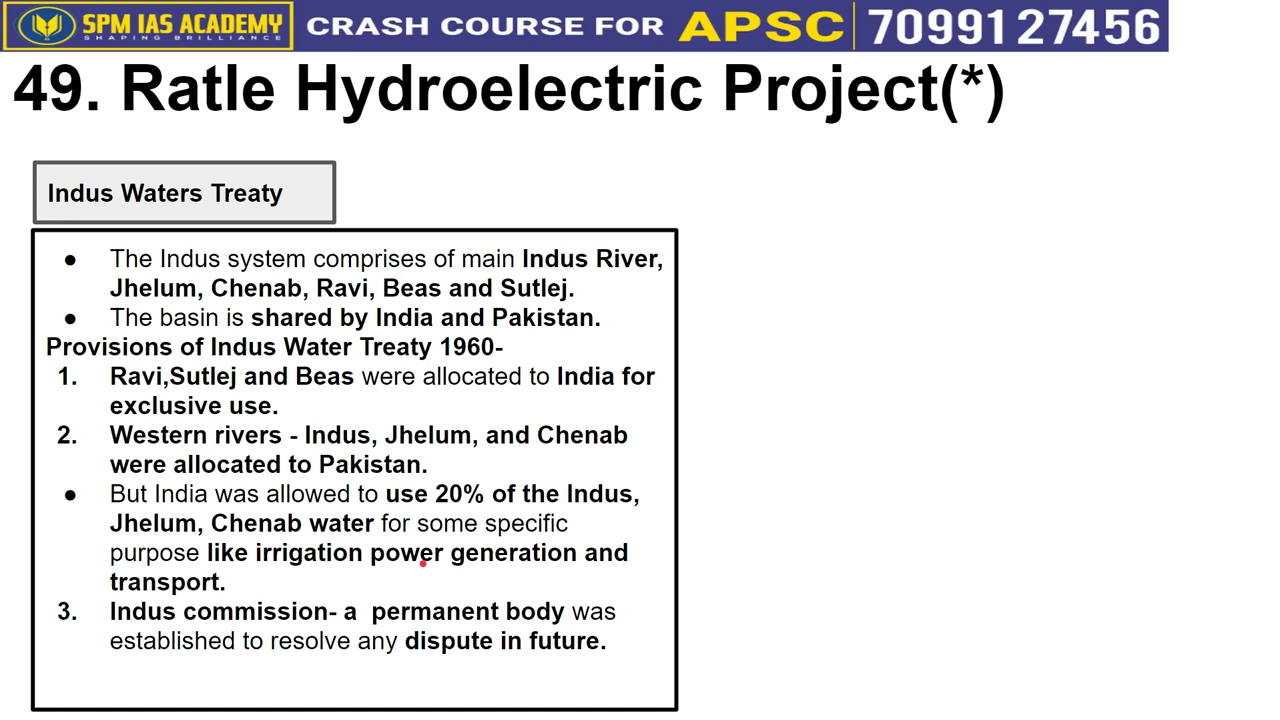 SPM IAS ACADEMY
SHAPING BRILLIANCE
CRASH COURSE FOR APSC 70991 27456
49. Ratle Hydroelectric Project(*)
Indus Waters Treaty
● The Indus system comprises of main Indus River,
Jhelum, Chenab, Ravi, Beas and Sutlej.
● The basin is shared by India and Pakistan.
Provisions of Indus Water Treaty 1960-
1. Ravi,Sutlej and Beas were allocated to India for
exclusive use.
2. Western rivers - Indus, Jhelum, and Chenab
were allocated to Pakistan.
● But India was allowed to use 20% of the Indus,
Jhelum, Chenab water for some specific
purpose like irrigation power generation and
transport.
3. Indus commission- a permanent body was
established to resolve any dispute in future.